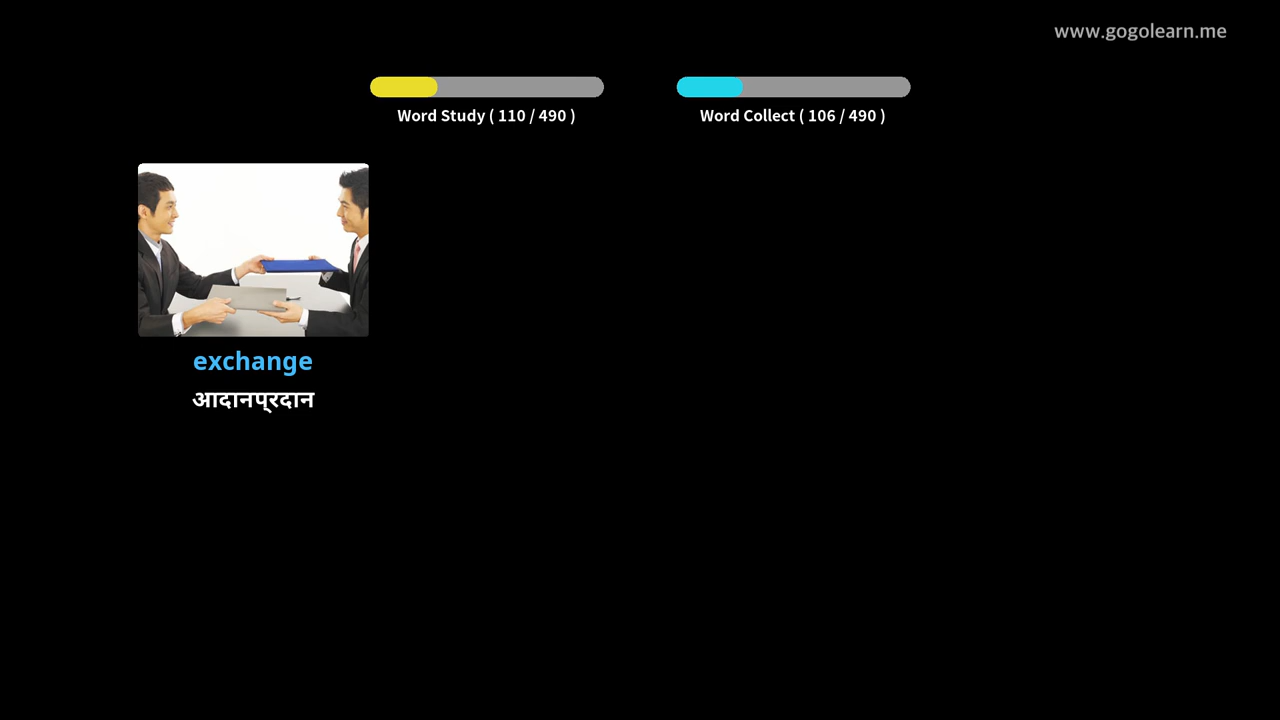 www.gogolearn.me
Word Study ( 110 / 490 )
Word Collect ( 106 / 490 )
exchange
आदानप्रदान